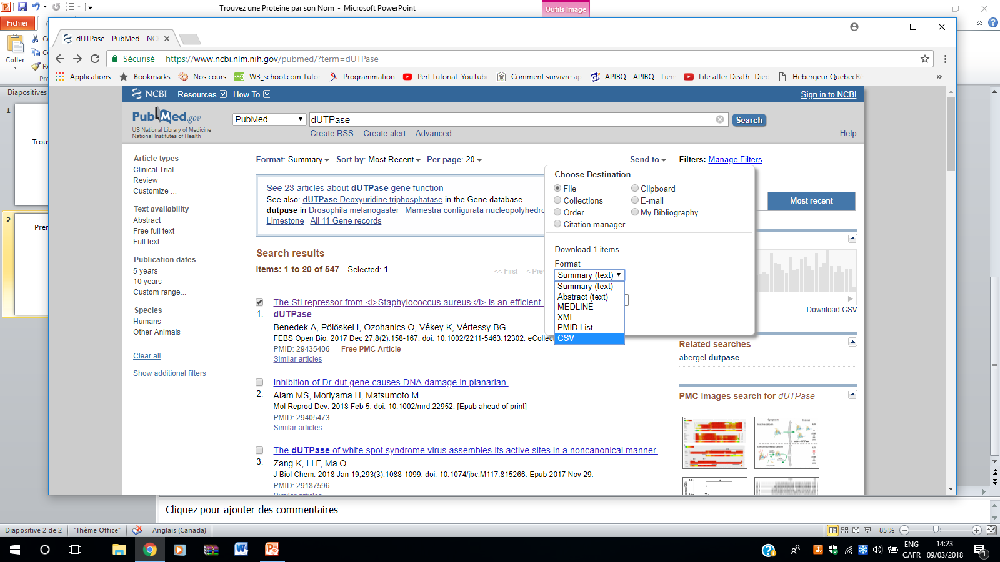 Trouvez une Proteine par son Nom - Microsoft PowerPoint
Outils Image
Fichier
dUTPase - PubMed - NC
Coller
Sécurisé
https://www.ncbi.nlm.nih.gov/pubmed/?term=dUTPase
Applications
Bookmarks
Nos cours
W3_school.com Tuto
Programmation
Perl Tutorial YouTub
Comment survivre a
APIBQ - APIBQ - Lien
Life after Death- Died
Hebergeur QuebecRe
Diapositives
1
Trou
2
Prer
NCBI Resources How To
Sign in to NCBI
PubMed.gov
US National Library of Medicine
National Institutes of Health
PubMed
dUTPase
Search
Create RSS Create alert Advanced
Help
Article types
Clinical Trial
Review
Customize ...
Text availability
Abstract
Free full text
Full text
Publication dates
5 years
10 years
Custom range...
Species
Humans
Other Animals
Clear all
Show additional filters
Format: Summary Sort by: Most Recent Per page: 20
Send to
Filters: Manage Filters
See 23 articles about dUTPase gene function
See also: dUTPase Deoxyuridine triphosphatase in the Gene database
dutpase in Drosophila melanogaster Mamestra configurata nucleopolyhedro
Limestone All 11 Gene records
Search results
Items: 1 to 20 of 547 Selected: 1
<< First < Prev
The Stl repressor from <i>Staphylococcus aureus</i> is an efficient i
1. dUTPase.
Benedek A, Pölöskei I, Ozohanics O, Vékey K, Vértessy BG.
FEBS Open Bio. 2017 Dec 27;8(2):158-167. doi: 10.1002/2211-5463.12302. eCollect
PMID: 29435406 Free PMC Article
Similar articles
Inhibition of Dr-dut gene causes DNA damage in planarian.
2.
Alam MS, Moriyama H, Matsumoto M.
Mol Reprod Dev. 2018 Feb 5. doi: 10.1002/mrd.22952. [Epub ahead of print]
PMID: 29405473
Similar articles
The dUTPase of white spot syndrome virus assembles its active sites in a noncanonical manner.
3.
Zang K, Li F, Ma Q.
J Biol Chem. 2018 Jan 19;293(3):1088-1099. doi: 10.1074/jbc.M117.815266. Epub 2017 Nov 29.
PMID: 29187596
Similar articles
Choose Destination
File
Clipboard
Collections
E-mail
Order
My Bibliography
Citation manager
Download 1 items.
Format
Summary (text)
Summary (text)
Abstract (text)
MEDLINE
XML
PMID List
CSV
Most recent
Download CSV
Related searches
abergel dutpase
PMC Images search for dUTPase
Cliquez pour ajouter des commentaires
Diapositive 2 de 2
"Thème Office"
Anglais (Canada)
85 %
ENG
CAFR
14:23
09/03/2018
1